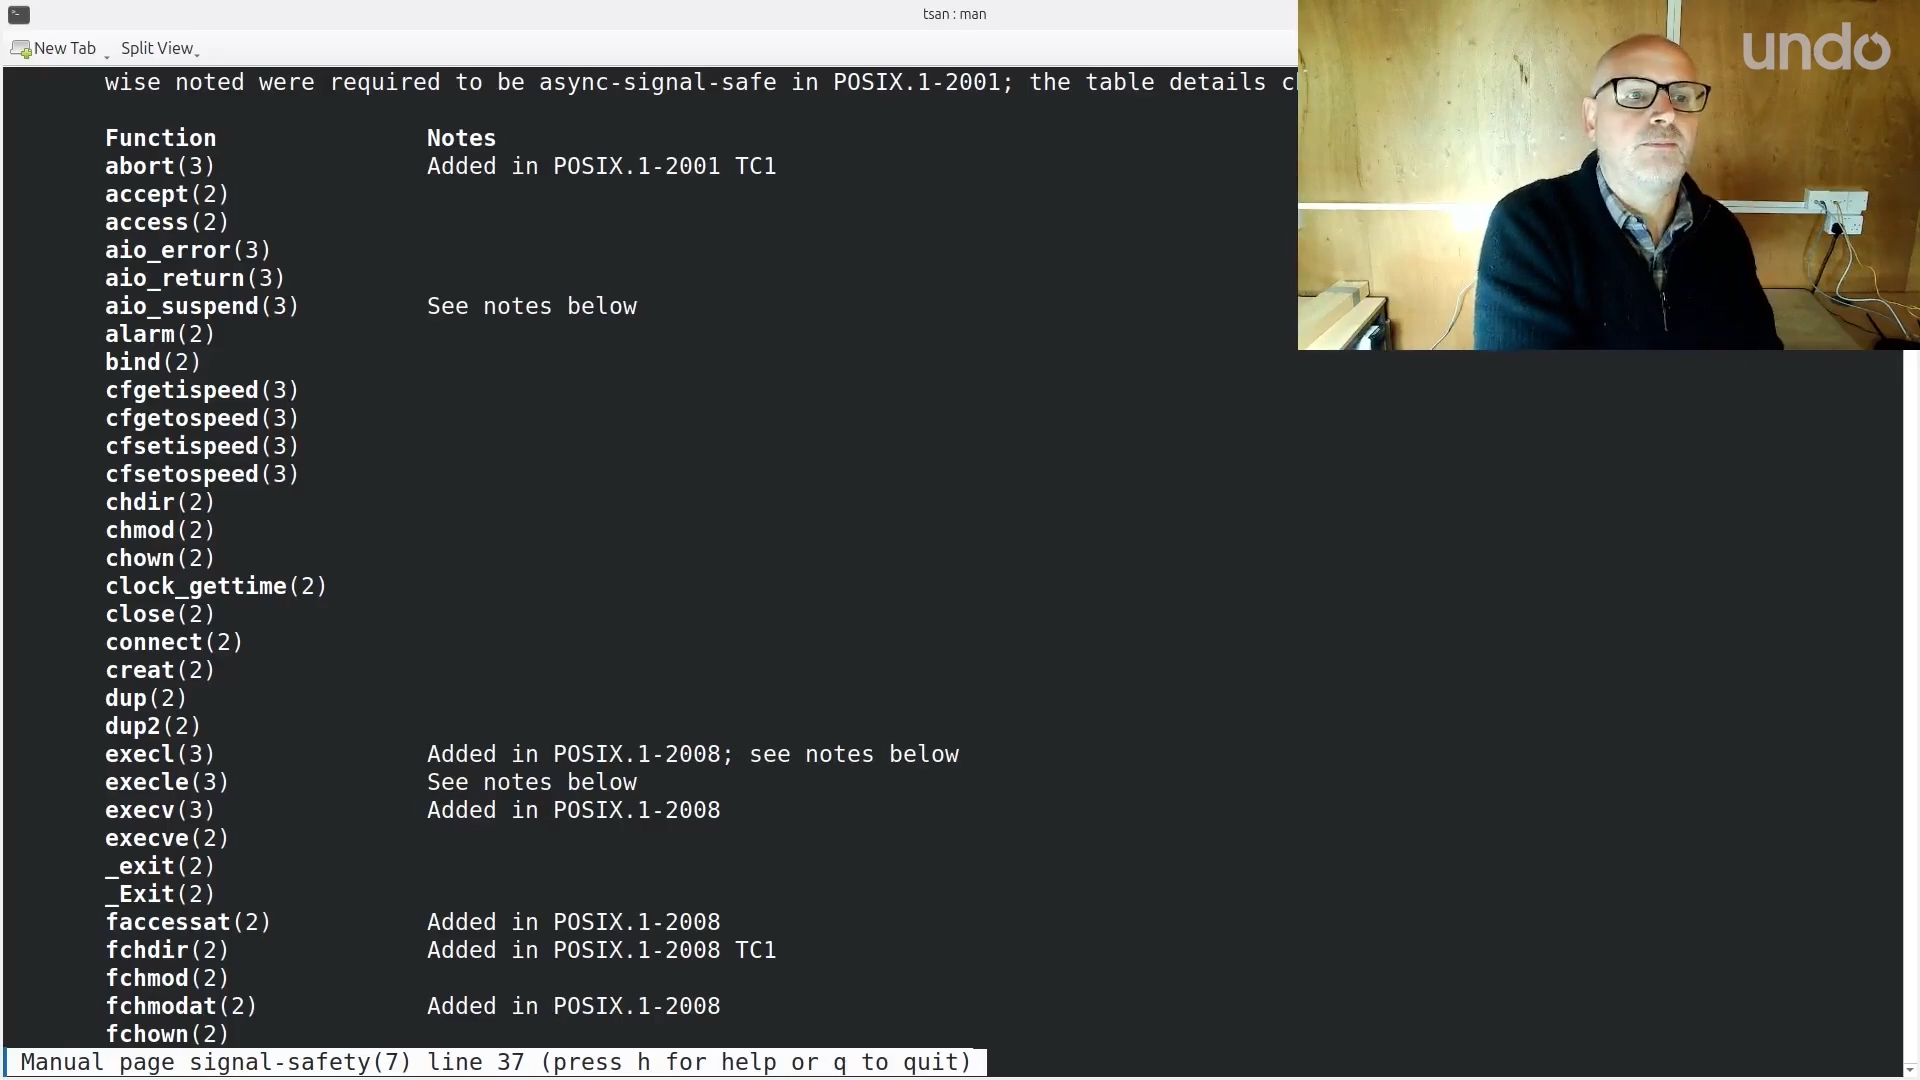 tsan : man
New Tab
Split View
undo
wise noted were required to be async-signal-safe in POSIX.1-2001; the table details
Function Notes
abort(3) Added in POSIX.1-2001 TC1
accept(2)
access(2)
aio_error(3)
aio_return(3)
aio_suspend(3) See notes below
alarm(2)
bind(2)
cfgetispeed(3)
cfgetospeed(3)
cfsetispeed(3)
cfsetospeed(3)
chdir(2)
chmod(2)
chown(2)
clock_gettime(2)
close(2)
connect(2)
creat(2)
dup(2)
dup2(2)
execl(3) Added in POSIX.1-2008; see notes below
execle(3) See notes below
execv(3) Added in POSIX.1-2008
execve(2)
_exit(2)
_Exit(2)
faccessat(2) Added in POSIX.1-2008
fchdir(2) Added in POSIX.1-2008 TC1
fchmod(2)
fchmodat(2) Added in POSIX.1-2008
fchown(2)
Manual page signal-safety(7) line 37 (press h for help or q to quit)